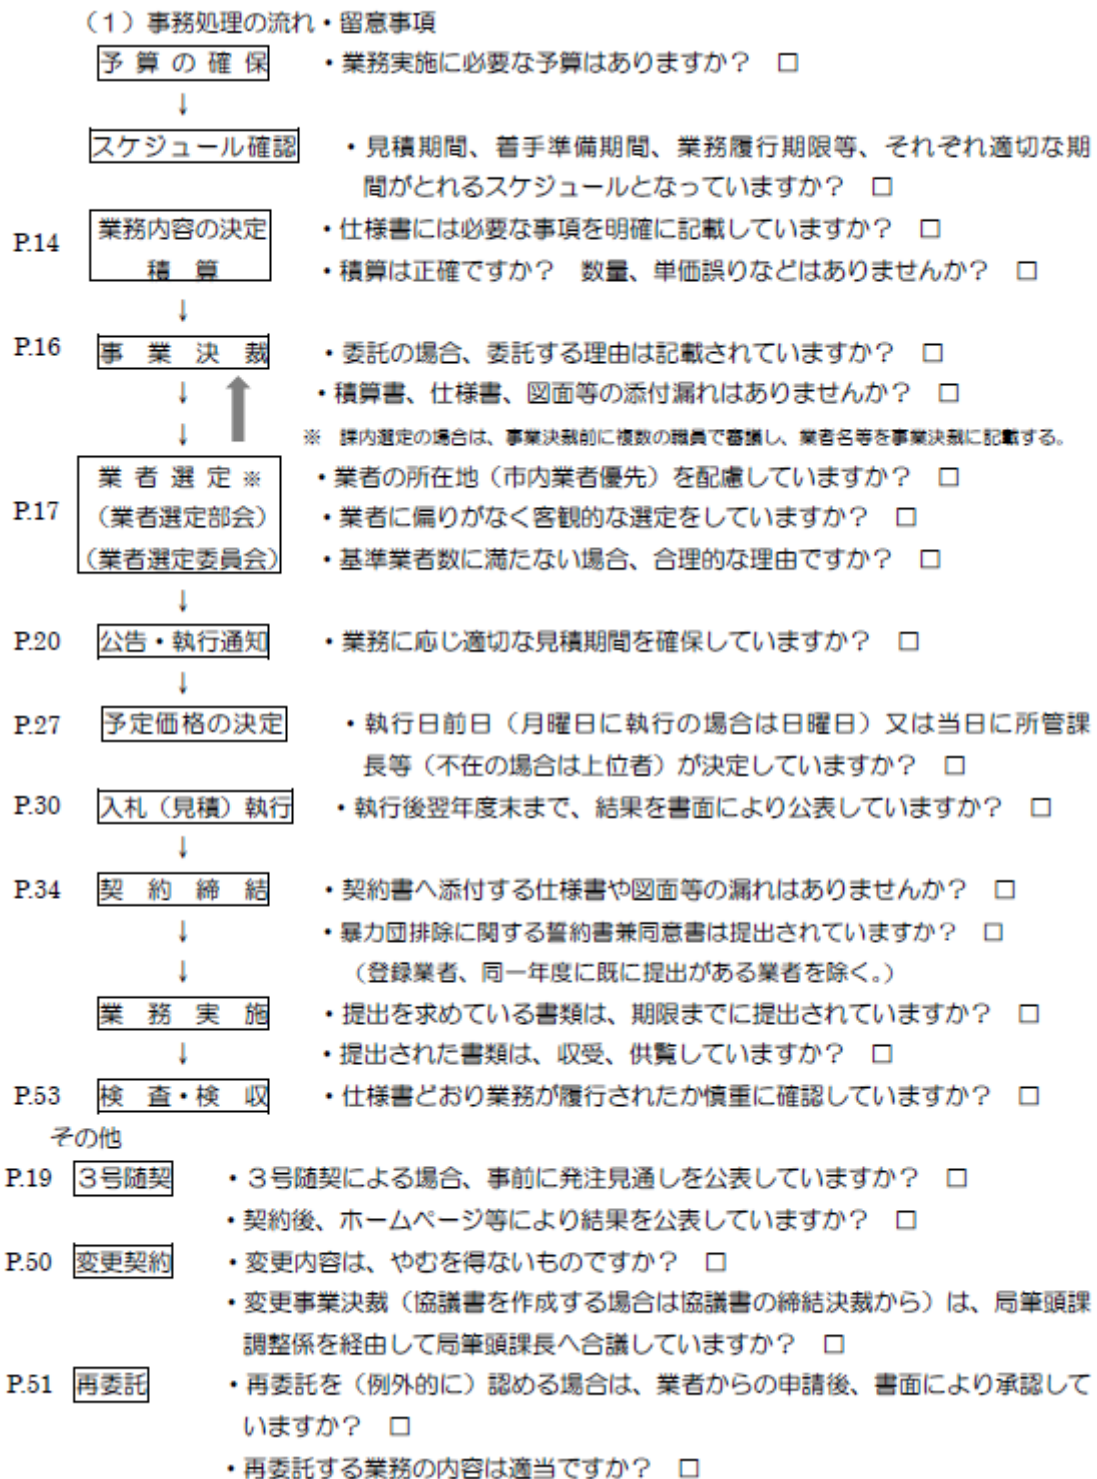 （１）事務処理の流れ・留意事項
予算の確保　・業務実施に必要な予算はありますか？　□
↓
スケジュール確認　・見積期間、着手準備期間、業務履行期限等、それぞれ適切な期
間がとれるスケジュールとなっていますか？　□
P.14　業務内容の決定　・仕様書には必要な事項を明確に記載していますか？　□
積　算　・積算は正確ですか？　数量、単価誤りなどはありませんか？　□
↓
P.16　事業決裁　・委託の場合、委託する理由は記載されていますか？　□
↓　・積算書、仕様書、図面等の添付漏れはありませんか？　□
↓　※　課内選定の場合は、事業決裁前に複数の職員で審議し、業者名等を事業決裁に記載する。
業者選定※　・業者の所在地（市内業者優先）を配慮していますか？　□
P.17　（業者選定部会）　・業者に偏りがなく客観的な選定をしていますか？　□
（業者選定委員会）　・基準業者数に満たない場合、合理的な理由ですか？　□
↓
P.20　公告・執行通知　・業務に応じ適切な見積期間を確保していますか？　□
↓
P.27　予定価格の決定　・執行日前日（月曜日に執行の場合は日曜日）又は当日に所管課
長等（不在の場合は上位者）が決定していますか？　□
P.30　入札（見積）執行　・執行後翌年度末まで、結果を書面により公表していますか？　□
↓
P.34　契約締結　・契約書へ添付する仕様書や図面等の漏れはありませんか？　□
↓　・暴力団排除に関する誓約書兼同意書は提出されていますか？　□
↓　（登録業者、同一年度に既に提出がある業者を除く。）
業務実施　・提出を求めている書類は、期限までに提出されていますか？　□
↓　・提出された書類は、収受、供覧していますか？　□
P.53　検査・検収　・仕様書どおり業務が履行されたか慎重に確認していますか？　□
その他
P.19　３号随契　・３号随契による場合、事前に発注見通しを公表していますか？　□
・契約後、ホームページ等により結果を公表していますか？　□
P.50　変更契約　・変更内容は、やむを得ないものですか？　□
・変更事業決裁（協議書を作成する場合は協議書の締結決裁から）は、局筆頭課
調整係を経由して局筆頭課長へ合議していますか？　□
P.51　再委託　・再委託を（例外的に）認める場合は、業者からの申請後、書面により承認して
いますか？　□
・再委託する業務の内容は適当ですか？　□